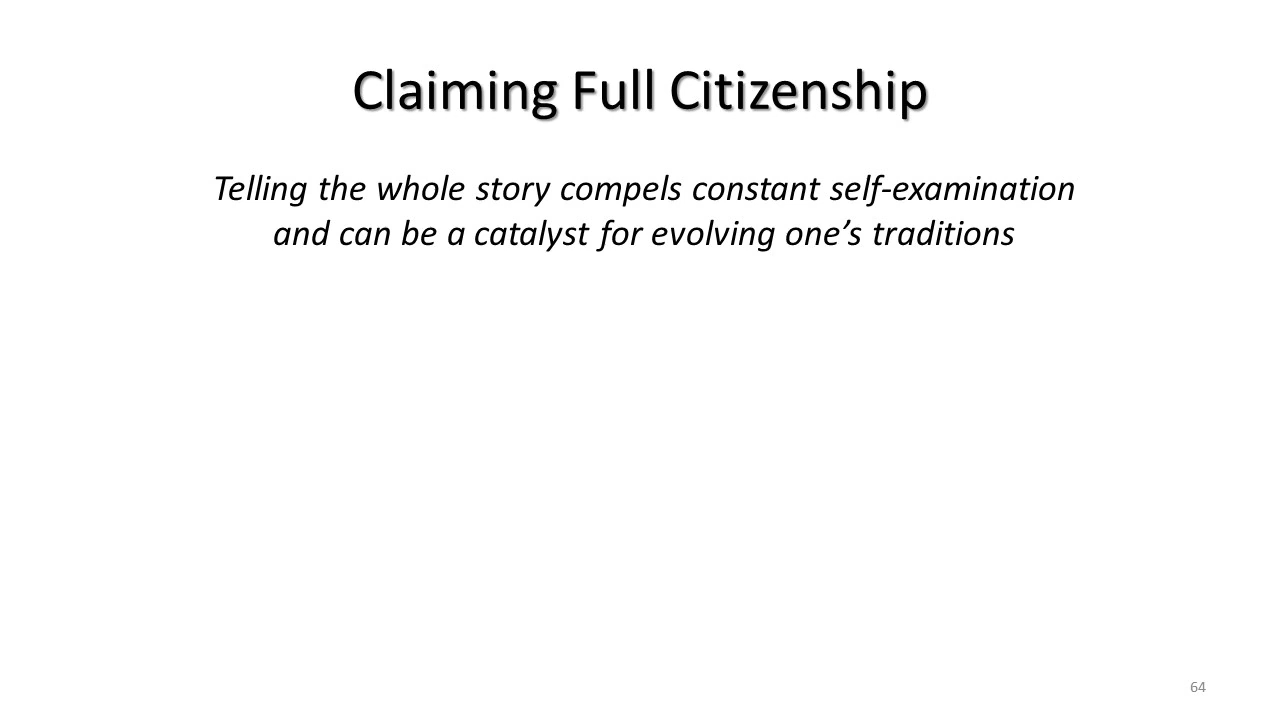 Claiming Full Citizenship
Telling the whole story compels constant self-examination
and can be a catalyst for evolving one’s traditions
64